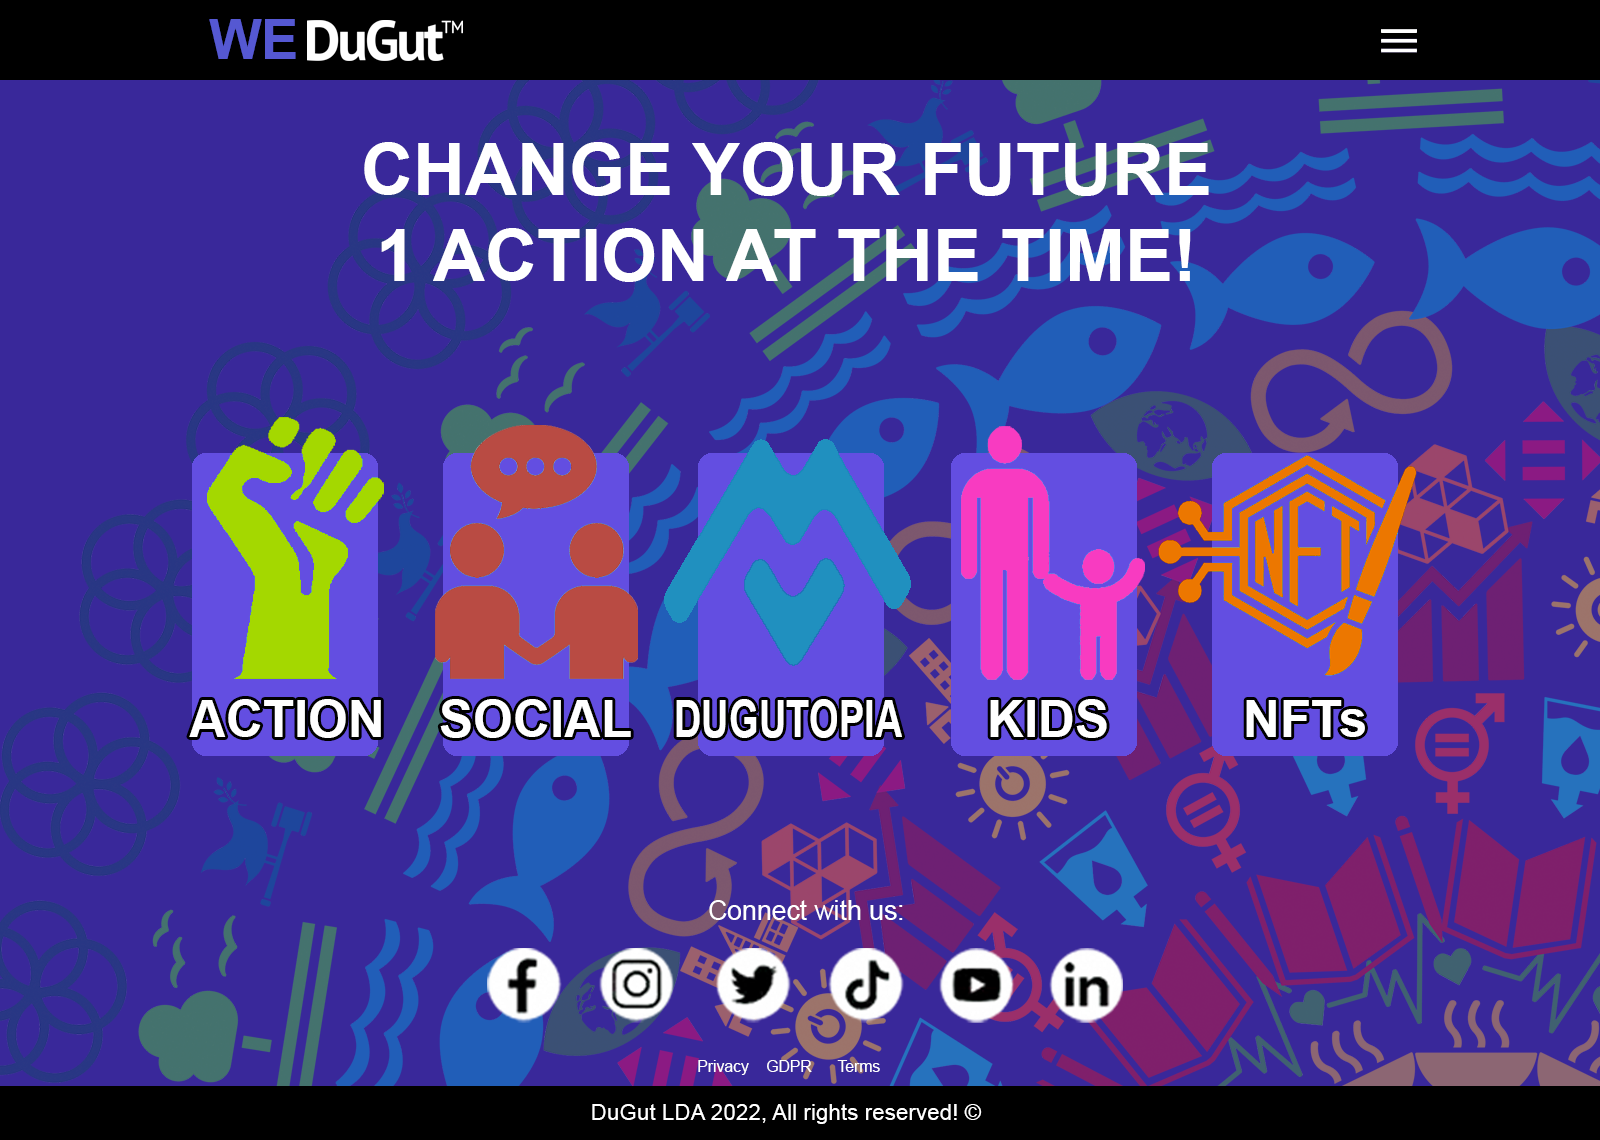 WE DuGut™
CHANGE YOUR FUTURE
1 ACTION AT THE TIME!
NFT
ACTION SOCIAL DUGUTOPIA KIDS NFTs
Connect with us:
Privacy GDPR Terms
DuGut LDA 2022, All rights reserved! ©